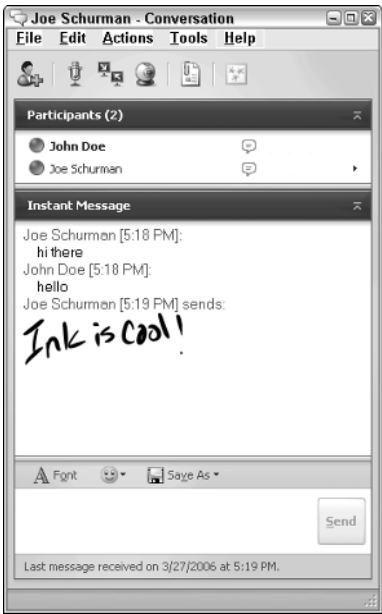 Joe Schurman - Conversation
File Edit Actions Tools Help
Participants (2)
John Doe
Joe Schurman
Instant Message
Joe Schurman [5:18 PM]:
hi there
John Doe [5:18 PM]:
hello
Joe Schurman [5:19 PM] sends:
Ink is Cool!
Font Save As
Send
Last message received on 3/27/2006 at 5:19 PM.